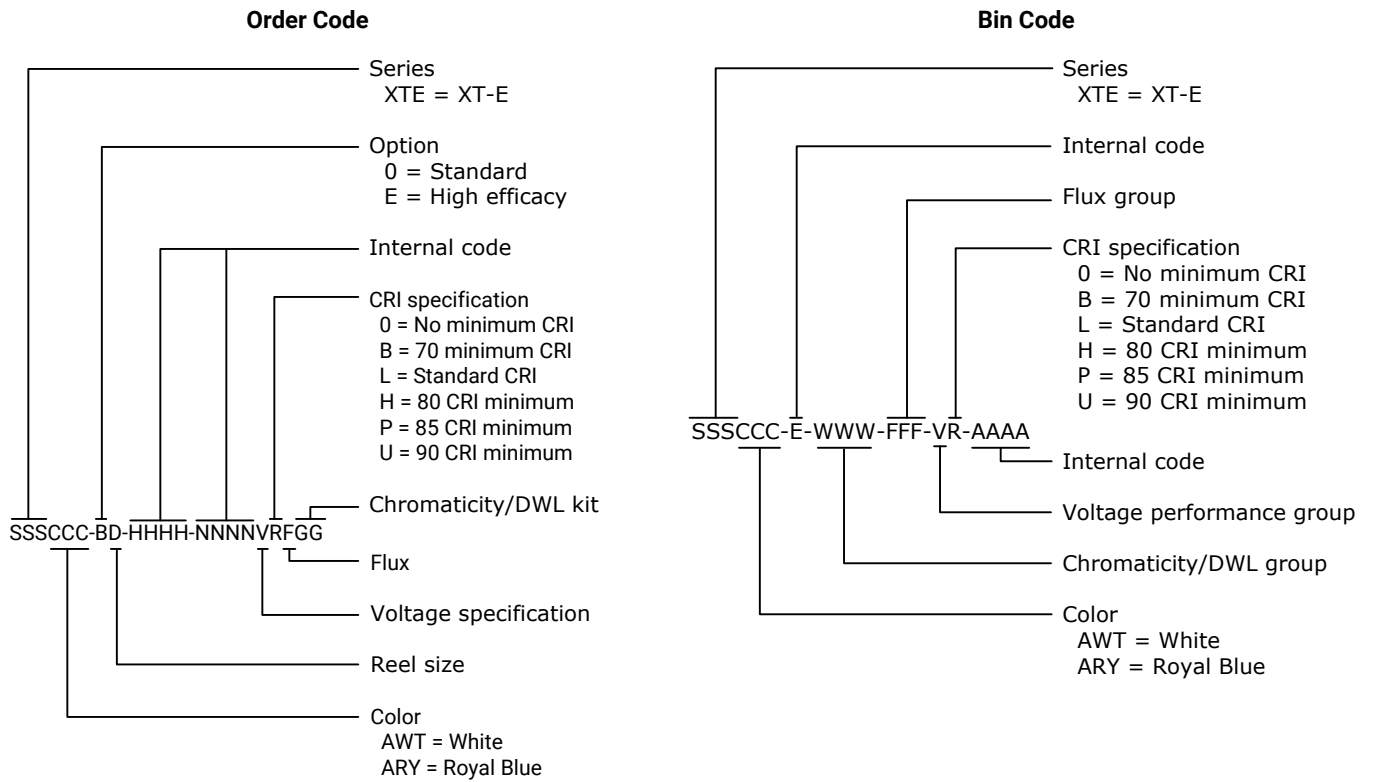 Order Code
Series
XTE = XT-E
Option
0 = Standard
E = High efficacy
Internal code
CRI specification
0 = No minimum CRI
B = 70 minimum CRI
L = Standard CRI
H = 80 CRI minimum
P = 85 CRI minimum
U = 90 CRI minimum
Chromaticity/DWL kit
SSSCCC-BD-HHHH-NNNNVRFGG
Flux
Voltage specification
Reel size
Color
AWT = White
ARY = Royal Blue
Bin Code
Series
XTE = XT-E
Internal code
Flux group
CRI specification
0 = No minimum CRI
B = 70 minimum CRI
L = Standard CRI
H = 80 CRI minimum
P = 85 CRI minimum
U = 90 CRI minimum
SSSCCC-E-WWW-FFF-VR-AAAA
Internal code
Voltage performance group
Chromaticity/DWL group
Color
AWT = White
ARY = Royal Blue